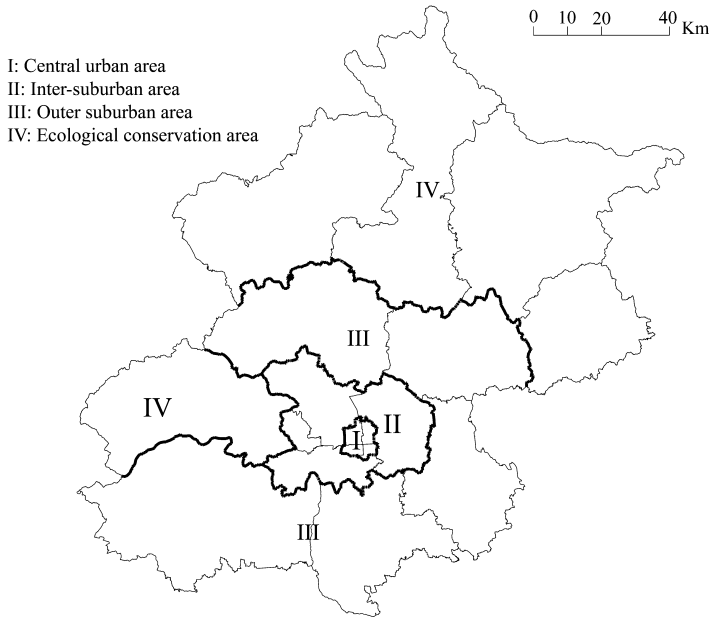 0 10 20 40
Km
I: Central urban area
II: Inter-suburban area
III: Outer suburban area
IV: Ecological conservation area
IV
III
IV
II
I
III